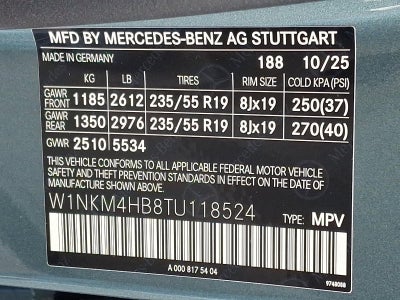 MFD BY MERCEDES-BENZ AG STUTTGART
MADE IN GERMANY 188 10/25
KG LB TIRES RIM SIZE COLD KPA (PSI)
GAWR FRONT 1185 2612 235/55 R19 8Jx19 250(37)
GAWR REAR 1350 2976 235/55 R19 8Jx19 270(40)
GVWR 2510 5534
THIS VEHICLE CONFORMS TO ALL APPLICABLE FEDERAL MOTOR VEHICLE
SAFETY AND THEFT PREVENTION STANDARDS IN EFFECT ON THE DATE OF
MANUFACTURE SHOWN ABOVE.
W1NKM4HB8TU118524 TYPE: MPV
A 000 817 54 04 9748088